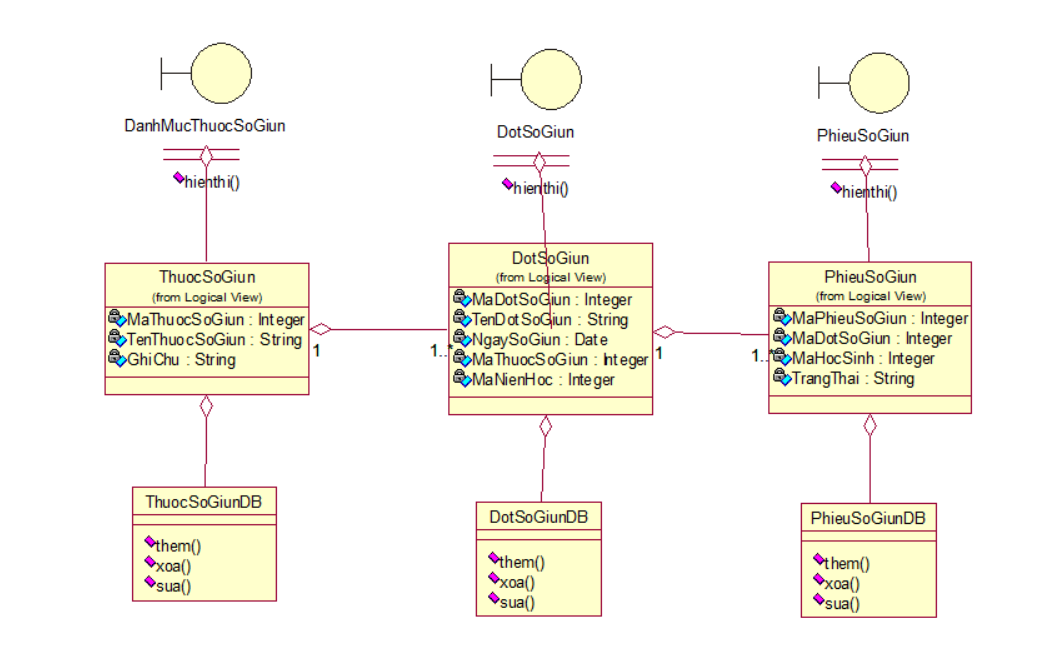 DanhMucThuocSoGiun
hienthi()
DotSoGiun
hienthi()
PhieuSoGiun
hienthi()
ThuocSoGiun
(from Logical View)
MaThuocSoGiun : Integer
TenThuocSoGiun : String
GhiChu : String
1
1..*
DotSoGiun
(from Logical View)
MaDotSoGiun : Integer
TenDotSoGiun : String
NgaySoGiun : Date
MaThuocSoGiun : Integer
MaNienHoc : Integer
1
1..*
PhieuSoGiun
(from Logical View)
MaPhieuSoGiun : Integer
MaDotSoGiun : Integer
MaHocSinh : Integer
TrangThai : String
ThuocSoGiunDB
them()
xoa()
sua()
DotSoGiunDB
them()
xoa()
sua()
PhieuSoGiunDB
them()
xoa()
sua()